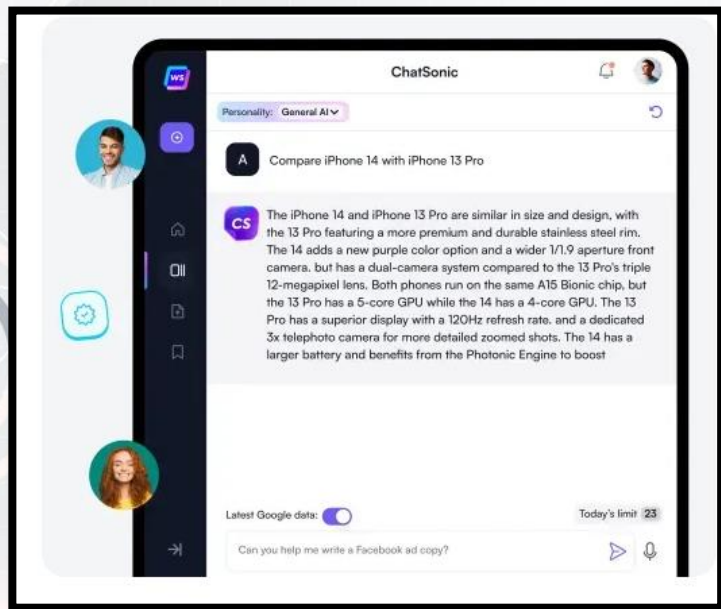 ws
ChatSonic
Personality: General AI
A
Compare iPhone 14 with iPhone 13 Pro
CS
The iPhone 14 and iPhone 13 Pro are similar in size and design, with
the 13 Pro featuring a more premium and durable stainless steel rim.
The 14 adds a new purple color option and a wider 1/1.9 aperture front
camera. but has a dual-camera system compared to the 13 Pro's triple
12-megapixel lens. Both phones run on the same A15 Bionic chip, but
the 13 Pro has a 5-core GPU while the 14 has a 4-core GPU. The 13
Pro has a superior display with a 120Hz refresh rate. and a dedicated
3x telephoto camera for more detailed zoomed shots. The 14 has a
larger battery and benefits from the Photonic Engine to boost
Latest Google data:
Today's limit 23
Can you help me write a Facebook ad copy?